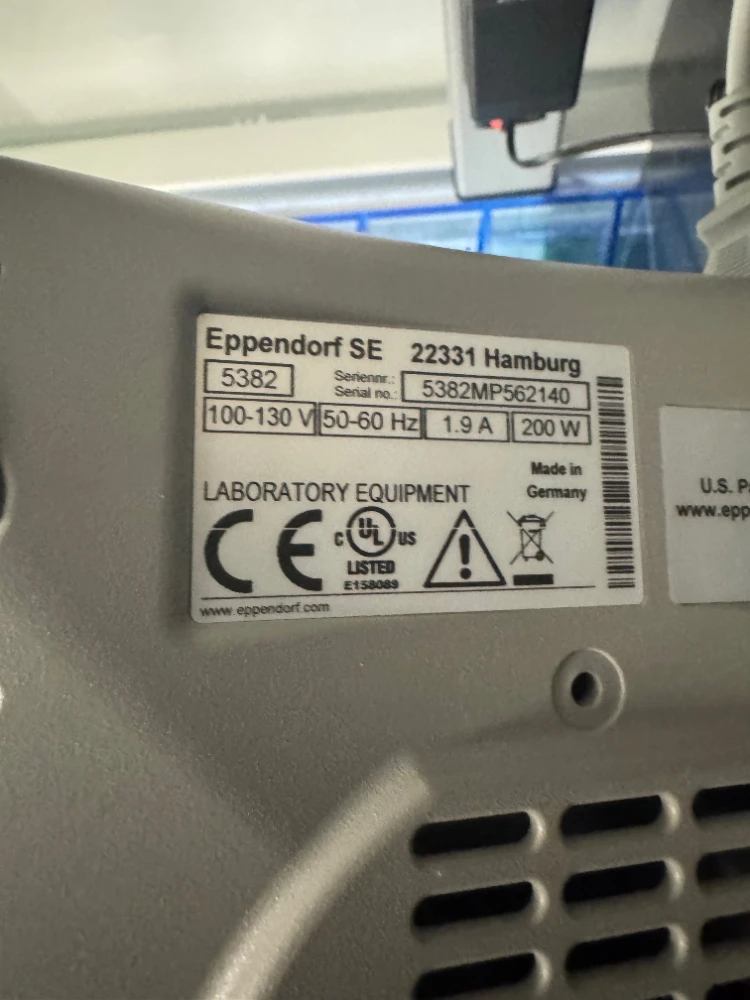 Eppendorf SE 22331 Hamburg
5382 Seriennr.: Serial no.: 5382MP562140
100-130 V 50-60 Hz 1.9 A 200 W
Made in
Germany
LABORATORY EQUIPMENT
CE C UL US
LISTED
E158089
www.eppendorf.com
U.S.
www.epp